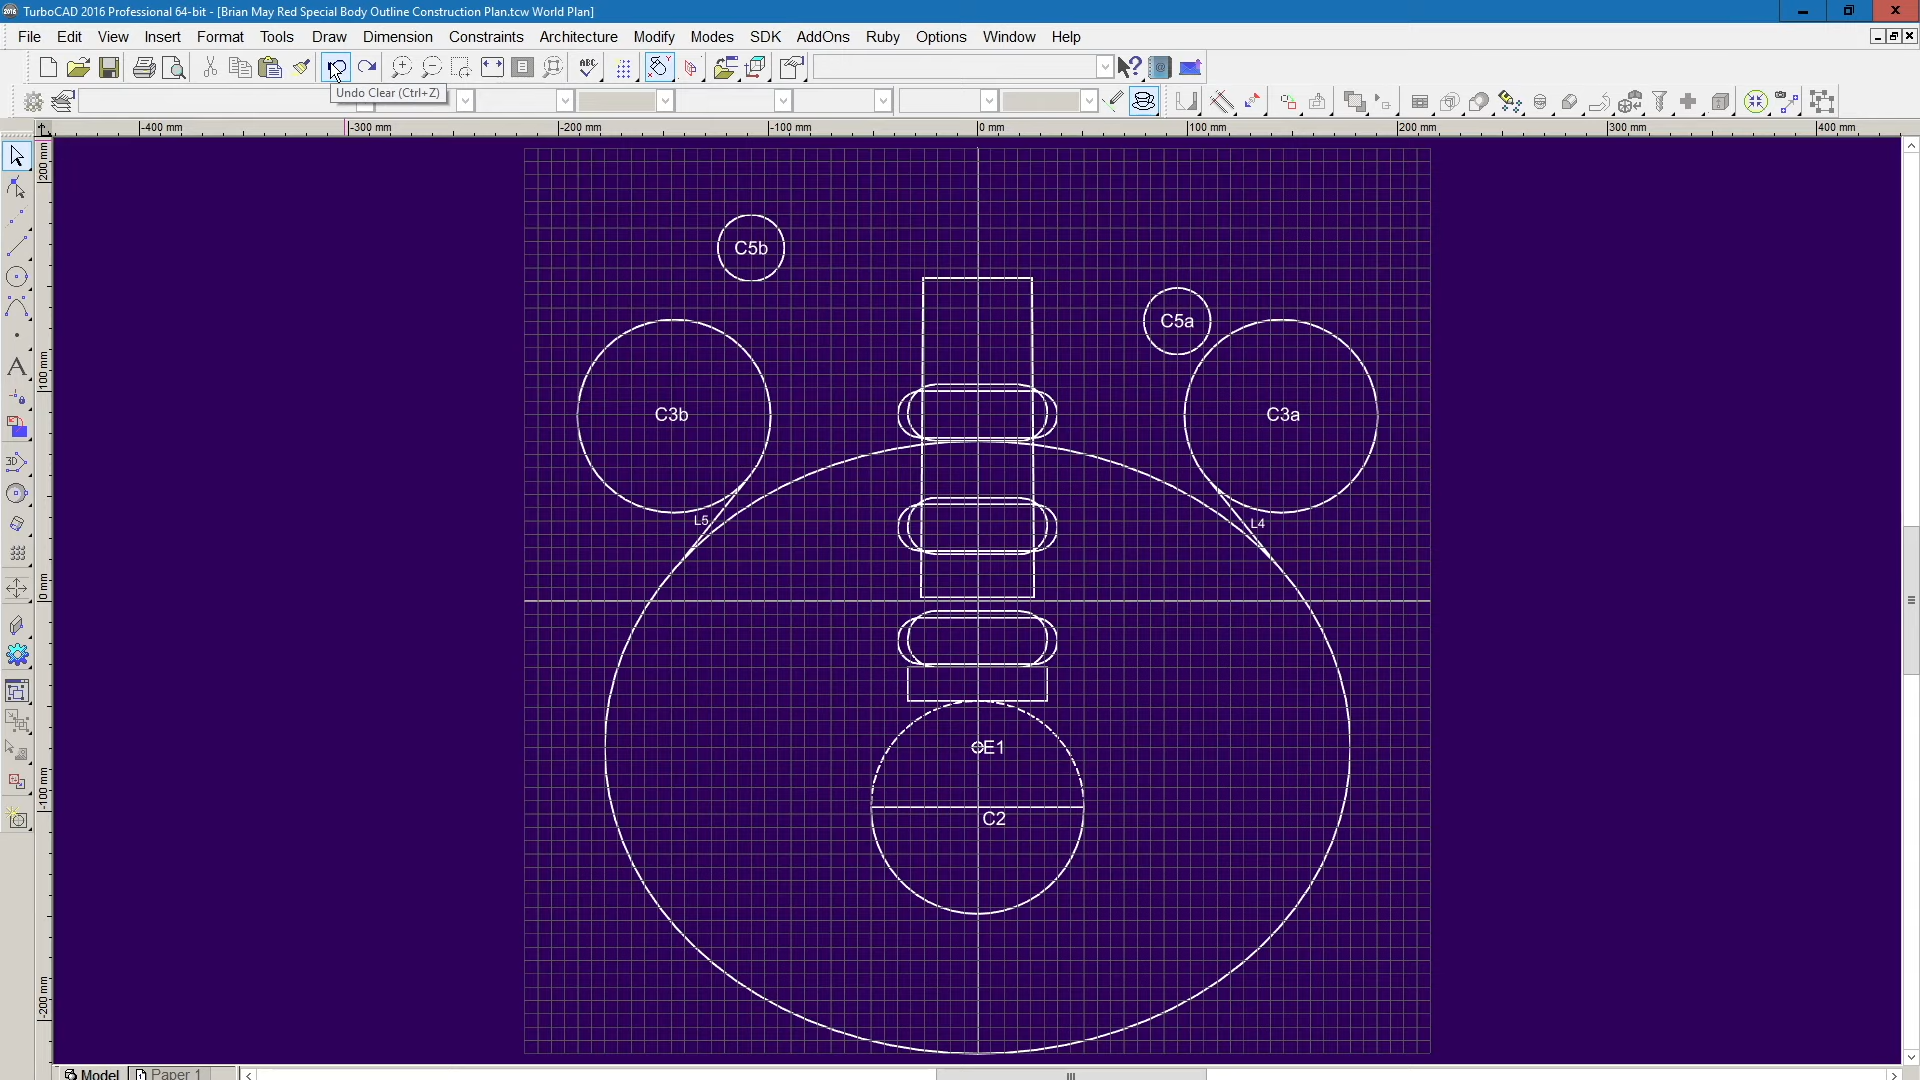 TurboCAD 2016 Professional 64-bit - [Brian May Red Special Body Outline Construction Plan.tcw World Plan]
File Edit View Insert Format Tools Draw Dimension Constraints Architecture Modify Modes SDK AddOns Ruby Options Window Help
ABC
Undo Clear (Ctrl+Z)
-400 mm -300 mm -200 mm -100 mm 0 mm 100 mm 200 mm 300 mm 400 mm
200 mm
100 mm
0 mm
-100 mm
-200 mm
A
3D
C5b
C5a
C3b
C3a
L5
L4
E1
C2
Model Paper 1